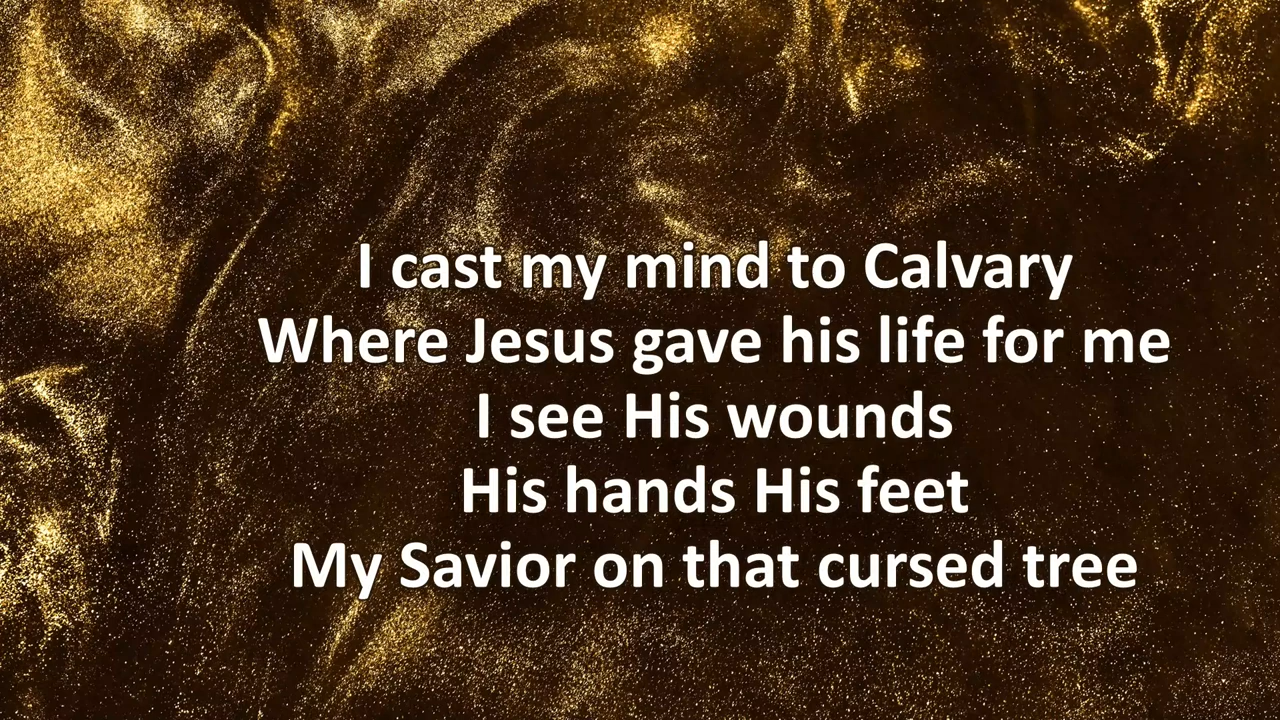 I cast my mind to Calvary
Where Jesus gave his life for me
I see His wounds
His hands His feet
My Savior on that cursed tree